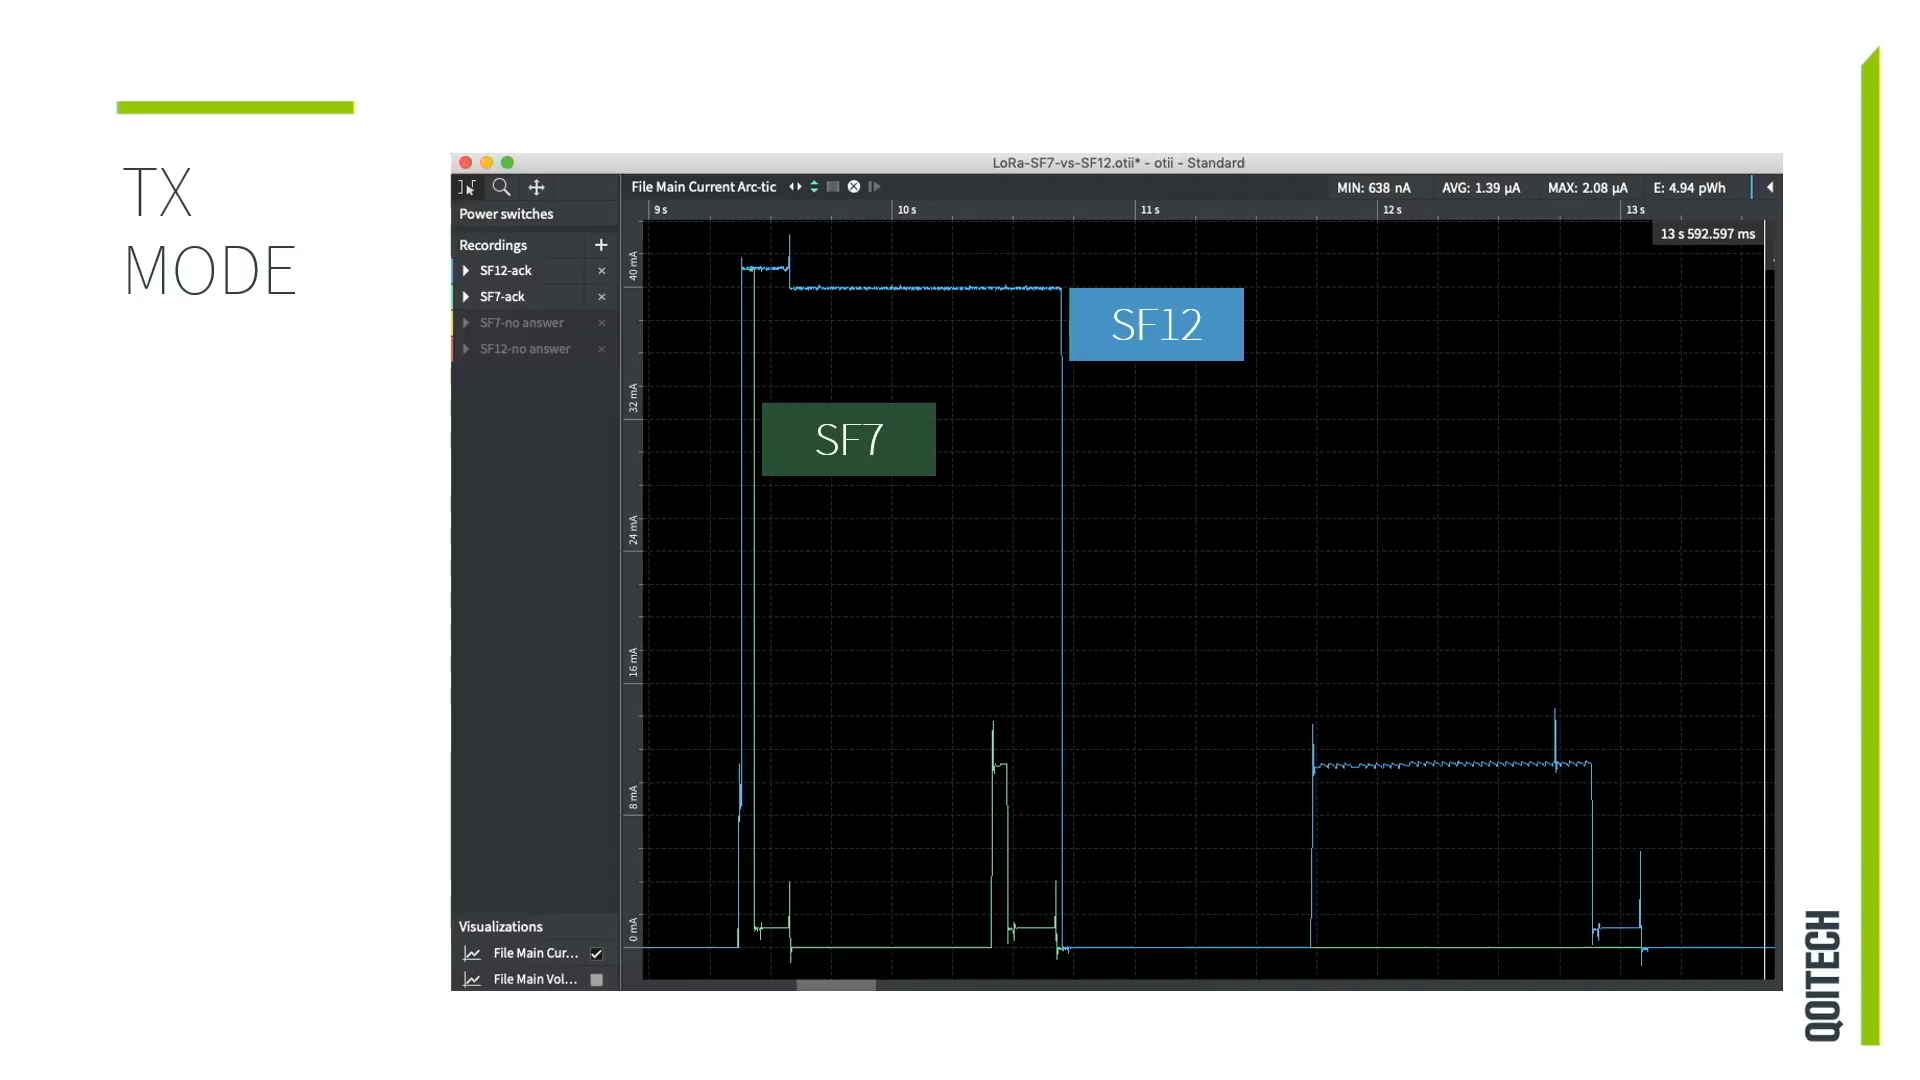 TX
MODE
LoRa-SF7-vs-SF12.otii* - otii - Standard
File Main Current Arc-tic
MIN: 638 nA
AVG: 1.39 µA
MAX: 2.08 µA
E: 4.94 pWh
Power switches
9 s
10 s
11 s
12 s
13 s
13 s 592.597 ms
Recordings
SF12-ack
SF7-ack
SF7-no answer
SF12-no answer
40 mA
32 mA
24 mA
16 mA
8 mA
0 mA
SF12
SF7
Visualizations
File Main Cur...
File Main Vol...
QOITECH